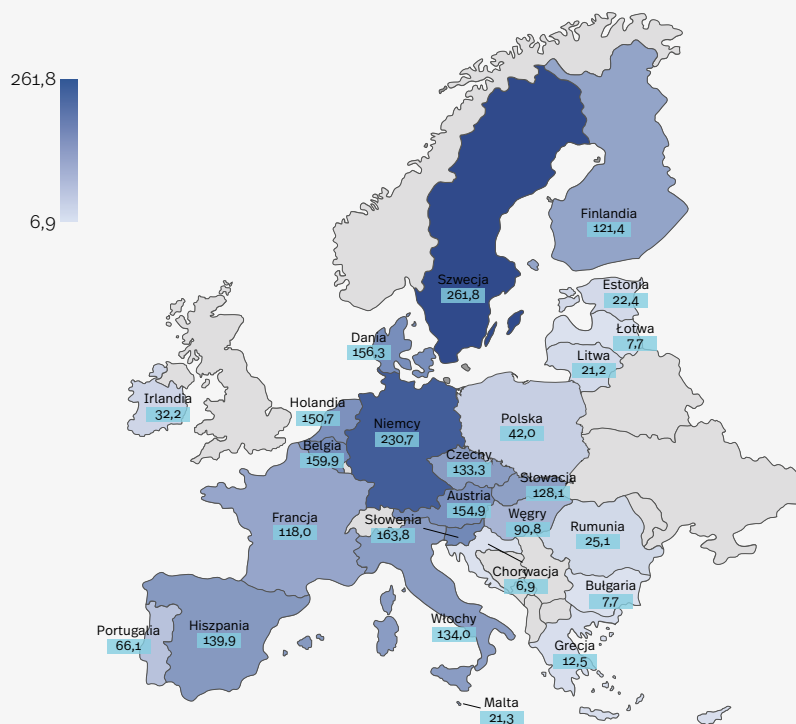 261,8
6,9
Finlandia
121,4
Szwecja
261,8
Estonia
22,4
Łotwa
7,7
Litwa
21,2
Dania
156,3
Irlandia
32,2
Holandia
150,7
Niemcy
230,7
Polska
42,0
Belgia
159,9
Czechy
133,3
Słowacja
128,1
Austria
154,9
Francja
118,0
Słowenia
163,8
Węgry
90,8
Rumunia
25,1
Chorwacja
6,9
Bułgaria
7,7
Portugalia
66,1
Hiszpania
139,9
Włochy
134,0
Grecja
12,5
Malta
21,3